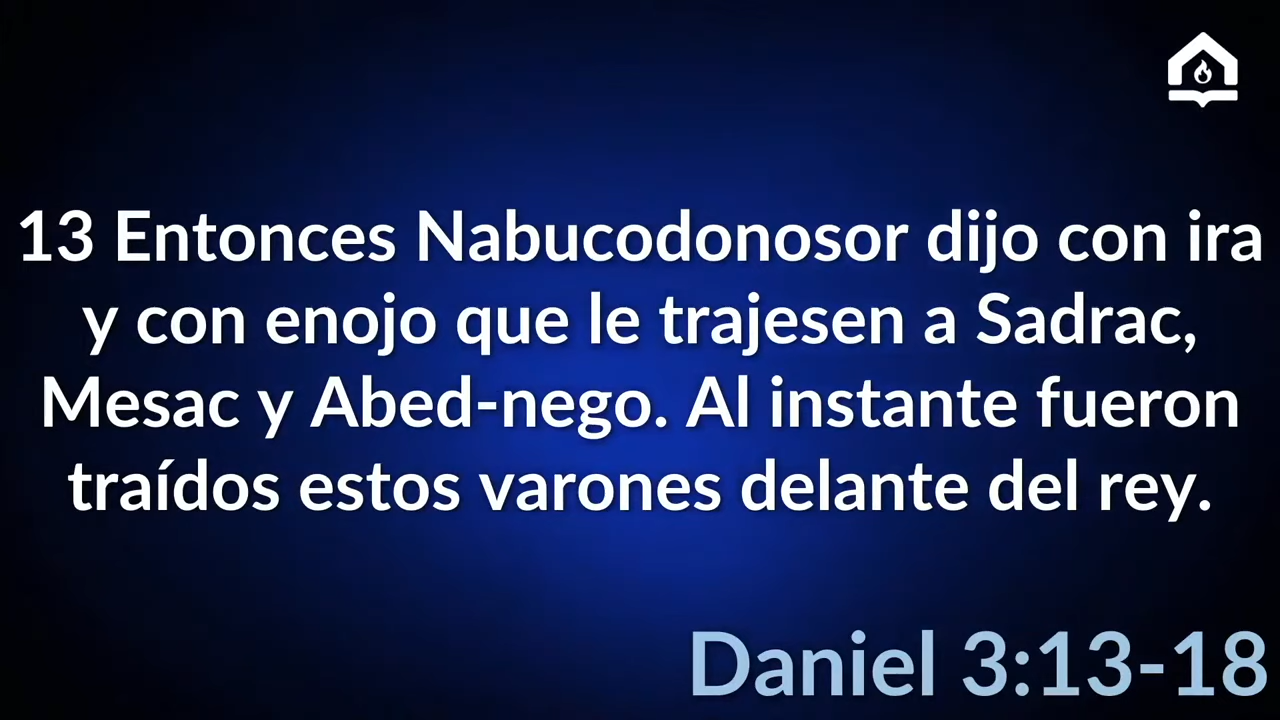 13 Entonces Nabucodonosor dijo con ira
y con enojo que le trajesen a Sadrac,
Mesac y Abed-nego. Al instante fueron
traídos estos varones delante del rey.
Daniel 3:13-18